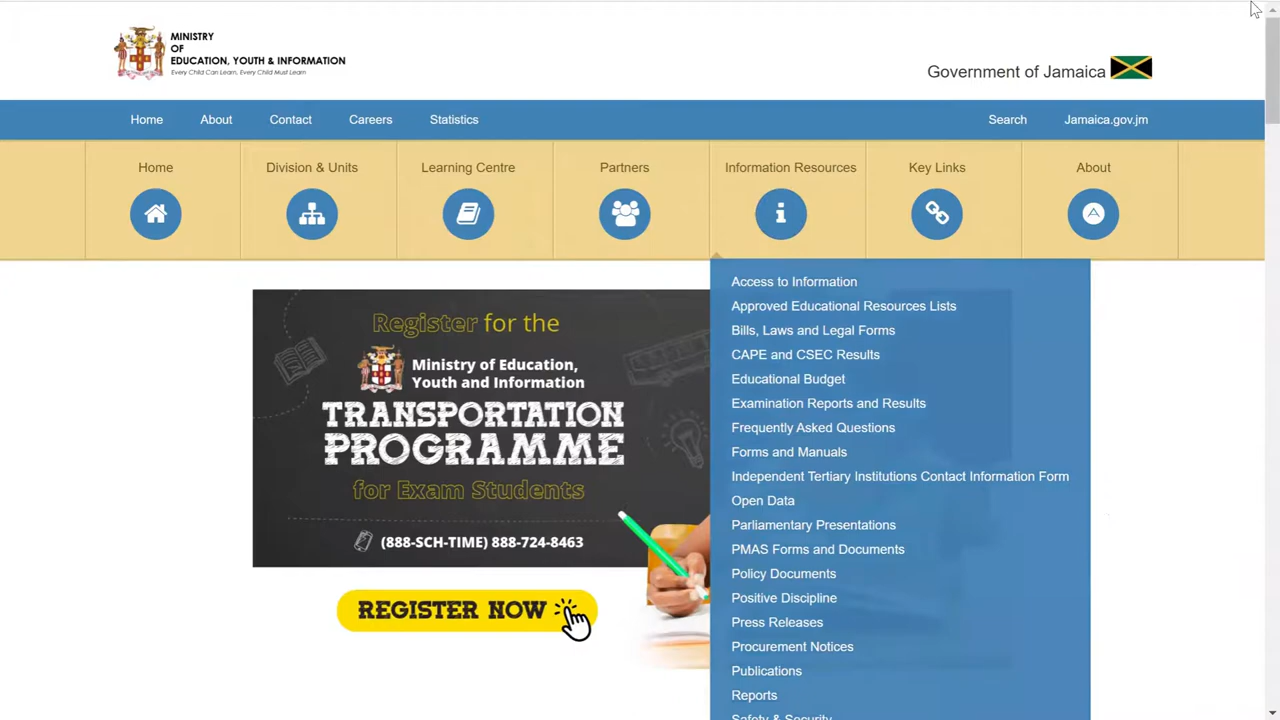 MINISTRY
OF
EDUCATION, YOUTH & INFORMATION
Every Child Can Learn, Every Child Must Learn
Government of Jamaica
Home About Contact Careers Statistics Search Jamaica.gov.jm
Home Division & Units Learning Centre Partners Information Resources Key Links About
Register for the
Ministry of Education,
Youth and Information
TRANSPORTATION
PROGRAMME
for Exam Students
(888-SCH-TIME) 888-724-8463
REGISTER NOW
Access to Information
Approved Educational Resources Lists
Bills, Laws and Legal Forms
CAPE and CSEC Results
Educational Budget
Examination Reports and Results
Frequently Asked Questions
Forms and Manuals
Independent Tertiary Institutions Contact Information Form
Open Data
Parliamentary Presentations
PMAS Forms and Documents
Policy Documents
Positive Discipline
Press Releases
Procurement Notices
Publications
Reports
Safety & Security